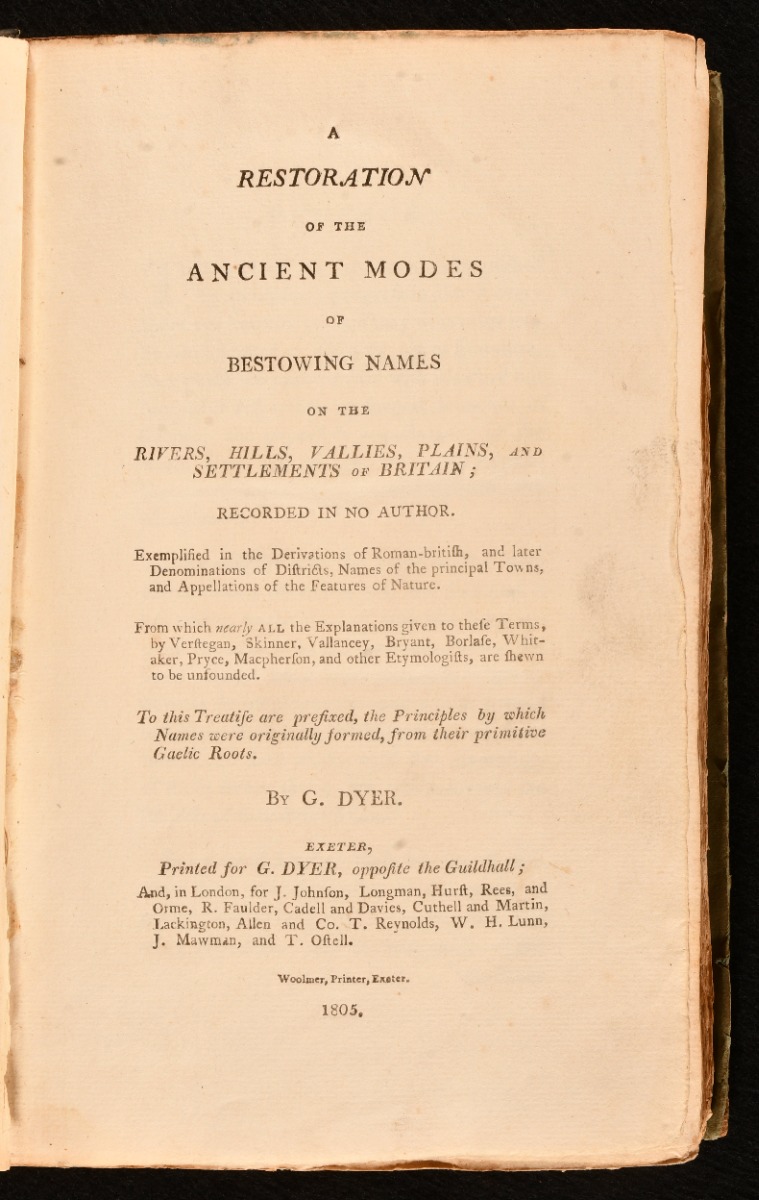 A
RESTORATION
OF THE
ANCIENT MODES
OF
BESTOWING NAMES
ON THE
RIVERS, HILLS, VALLIES, PLAINS, AND
SETTLEMENTS OF BRITAIN;
RECORDED IN NO AUTHOR.
Exemplified in the Derivations of Roman-britiſh, and later
Denominations of Diſtricts, Names of the principal Towns,
and Appellations of the Features of Nature.
From which nearly ALL the Explanations given to theſe Terms,
by Verſtegan, Skinner, Vallancey, Bryant, Borlaſe, Whit-
aker, Pryce, Macpherſon, and other Etymologiſts, are ſhewn
to be unfounded.
To this Treatiſe are prefixed, the Principles by which
Names were originally formed, from their primitive
Gaelic Roots.
BY G. DYER.
EXETER,
Printed for G. DYER, oppoſite the Guildhall;
And, in London, for J. Johnſon, Longman, Hurſt, Rees, and
Orme, R. Faulder, Cadell and Davies, Cuthell and Martin,
Lackington, Allen and Co. T. Reynolds, W. H. Lunn,
J. Mawman, and T. Oſtell.
Woolmer, Printer, Exeter.
1805.